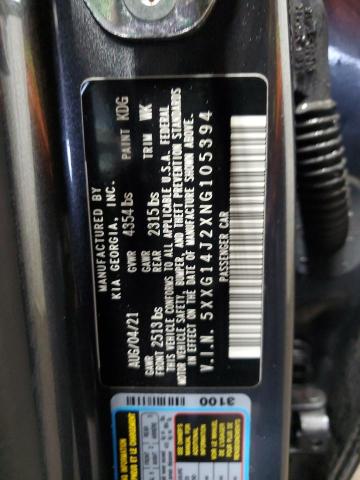 MANUFACTURED BY
KIA GEORGIA, INC.
PAINT KDG
AUG/04/21 GVWR 4354 lbs
TRIM WK
GAWR FRONT 2513 lbs GAWR REAR 2315 lbs
THIS VEHICLE CONFORMS TO ALL APPLICABLE U.S.A. FEDERAL
MOTOR VEHICLE SAFETY, BUMPER, AND THEFT PREVENTION STANDARDS
IN EFFECT ON THE DATE OF MANUFACTURE SHOWN ABOVE.
V.I.N. 5XXG14J22NG105394
PASSENGER CAR
3100